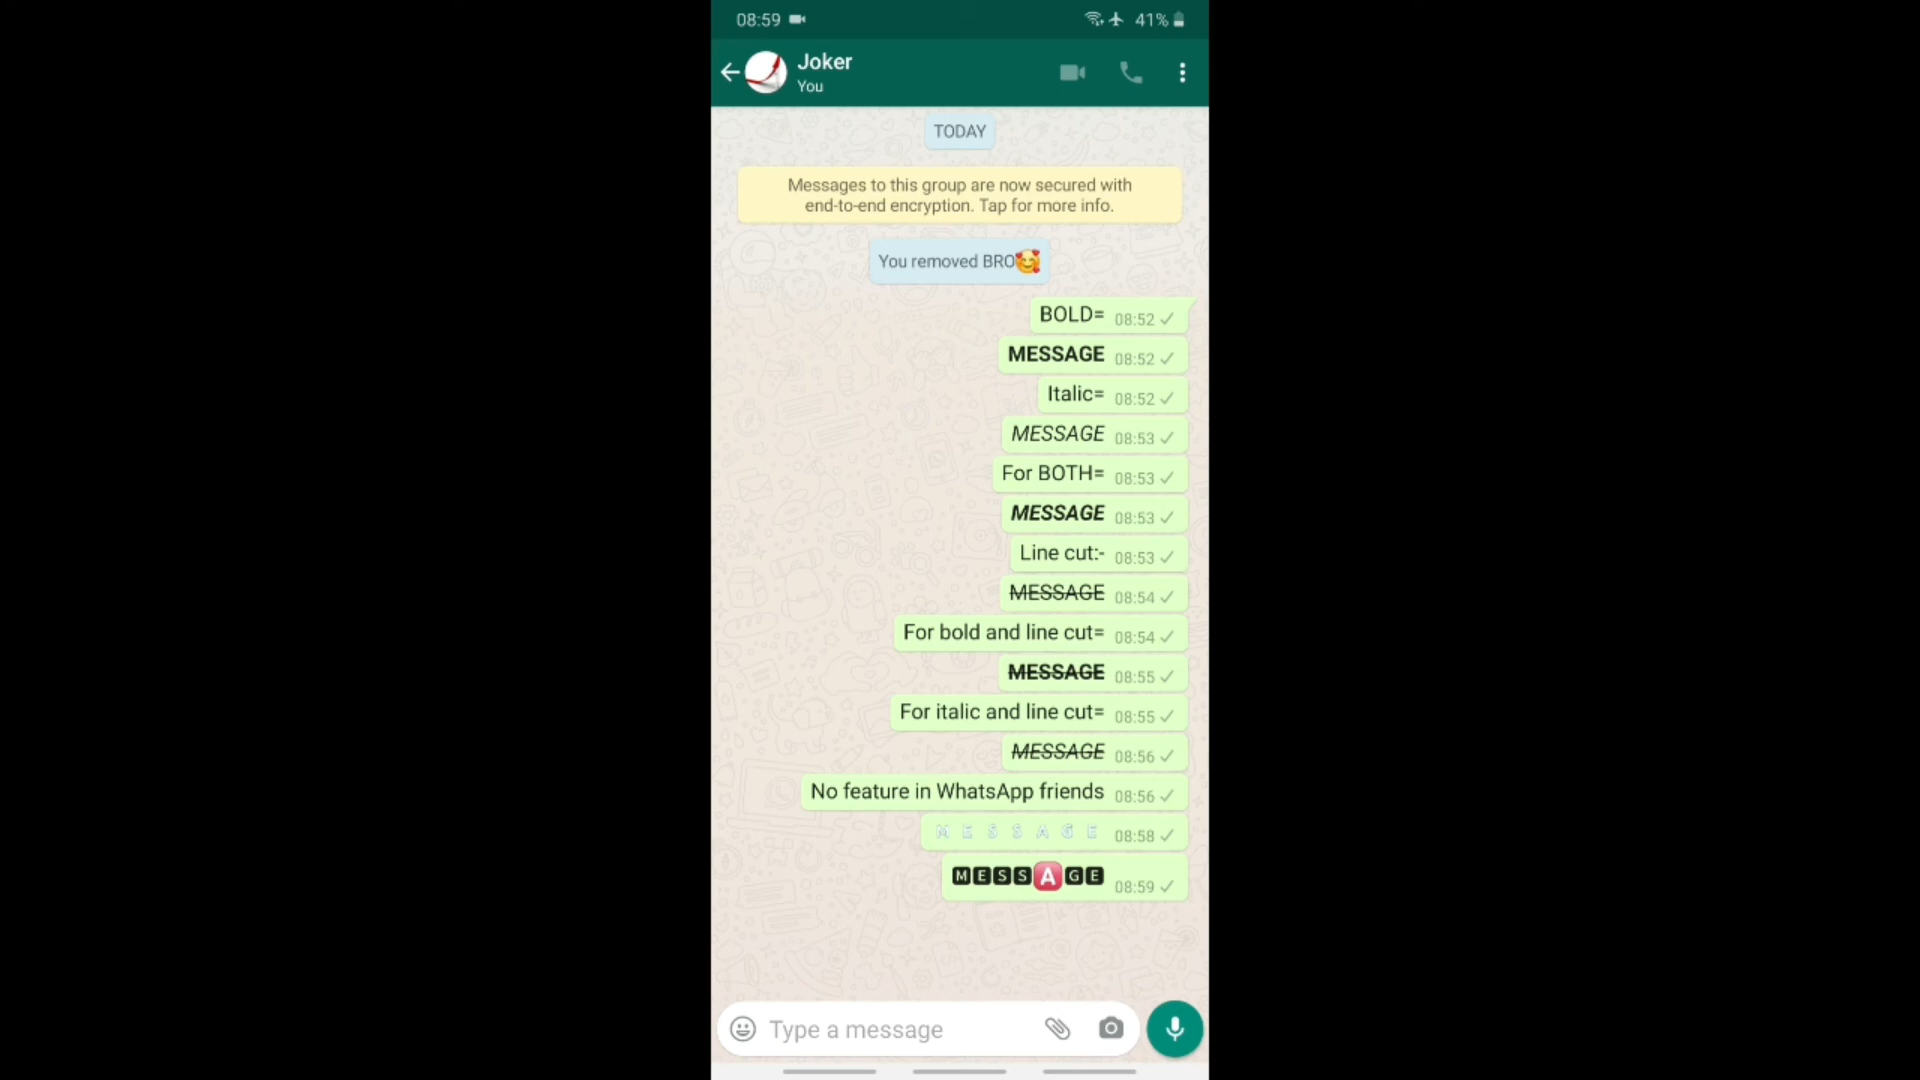 08:59 41%
Joker
You
TODAY
Messages to this group are now secured with
end-to-end encryption. Tap for more info.
You removed BRO🥰
BOLD= 08:52
MESSAGE 08:52
Italic= 08:52
MESSAGE 08:53
For BOTH= 08:53
MESSAGE 08:53
Line cut:- 08:53
MESSAGE 08:54
For bold and line cut= 08:54
MESSAGE 08:55
For italic and line cut= 08:55
MESSAGE 08:56
No feature in WhatsApp friends 08:56
M E S S A G E 08:58
MESSAGE 08:59
Type a message